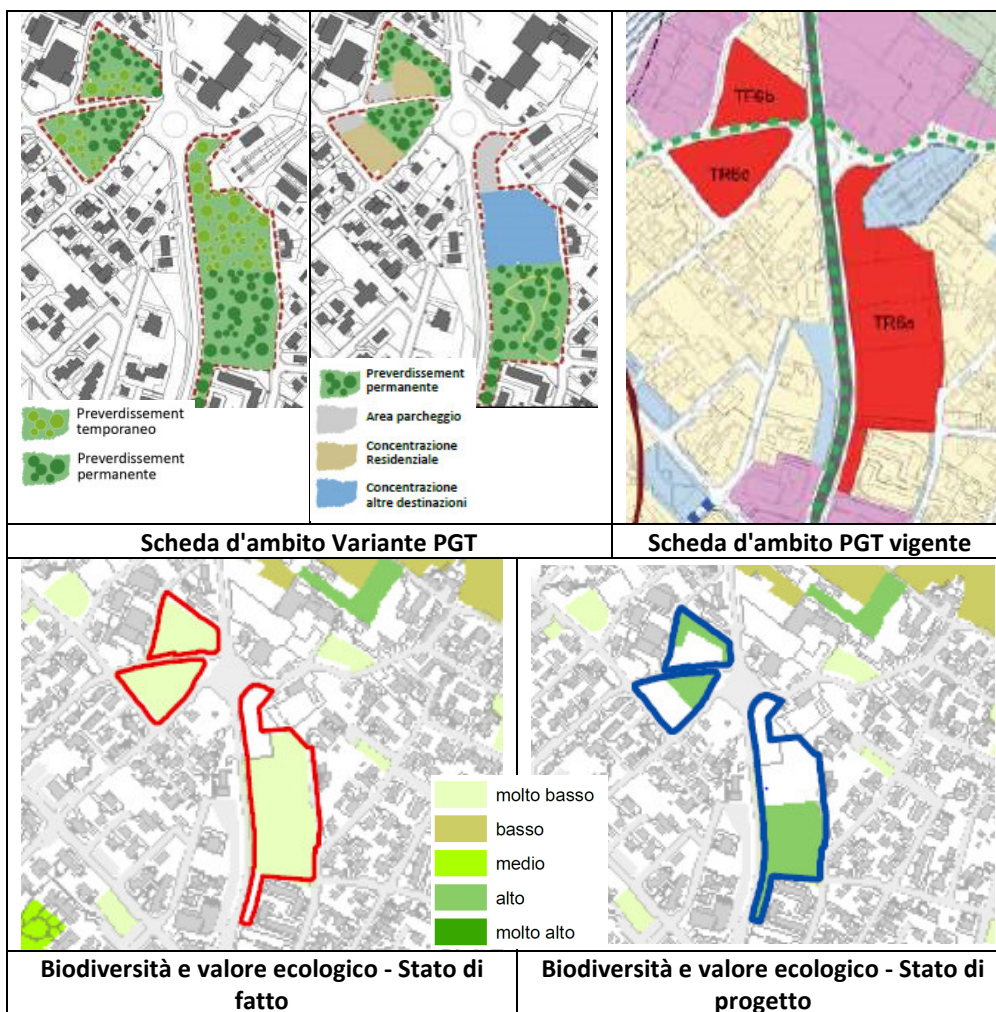 Preverdissement
temporaneo
Preverdissement
permanente
Preverdissement
permanente
Area parcheggio
Concentrazione
Residenziale
Concentrazione
altre destinazioni
TR6b
TR6c
TR6a
Scheda d'ambito Variante PGT
Scheda d'ambito PGT vigente
molto basso
basso
medio
alto
molto alto
Biodiversità e valore ecologico - Stato di
fatto
Biodiversità e valore ecologico - Stato di
progetto